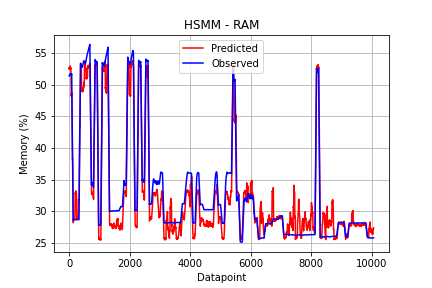 HSMM - RAM
Predicted
Observed
Memory (%)
55
50
45
40
35
30
25
0
2000
4000
6000
8000
10000
Datapoint